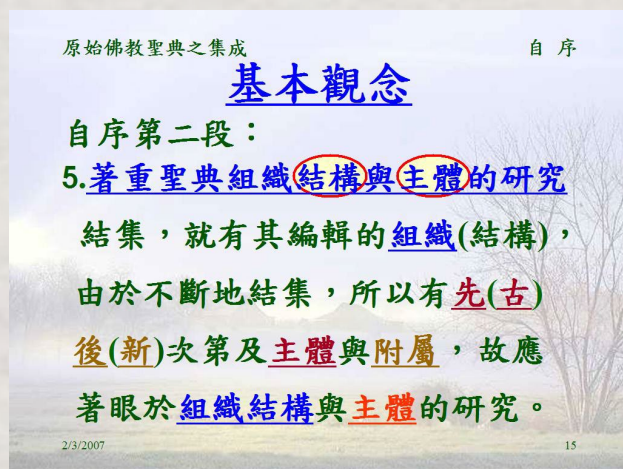 原始佛教聖典之集成 自 序
基本觀念
自序第二段：
5.著重聖典組織結構與主體的研究
結集，就有其編輯的組織(結構)，
由於不斷地結集，所以有先(古)
後(新)次第及主體與附屬，故應
著眼於組織結構與主體的研究。
2/3/2007 15